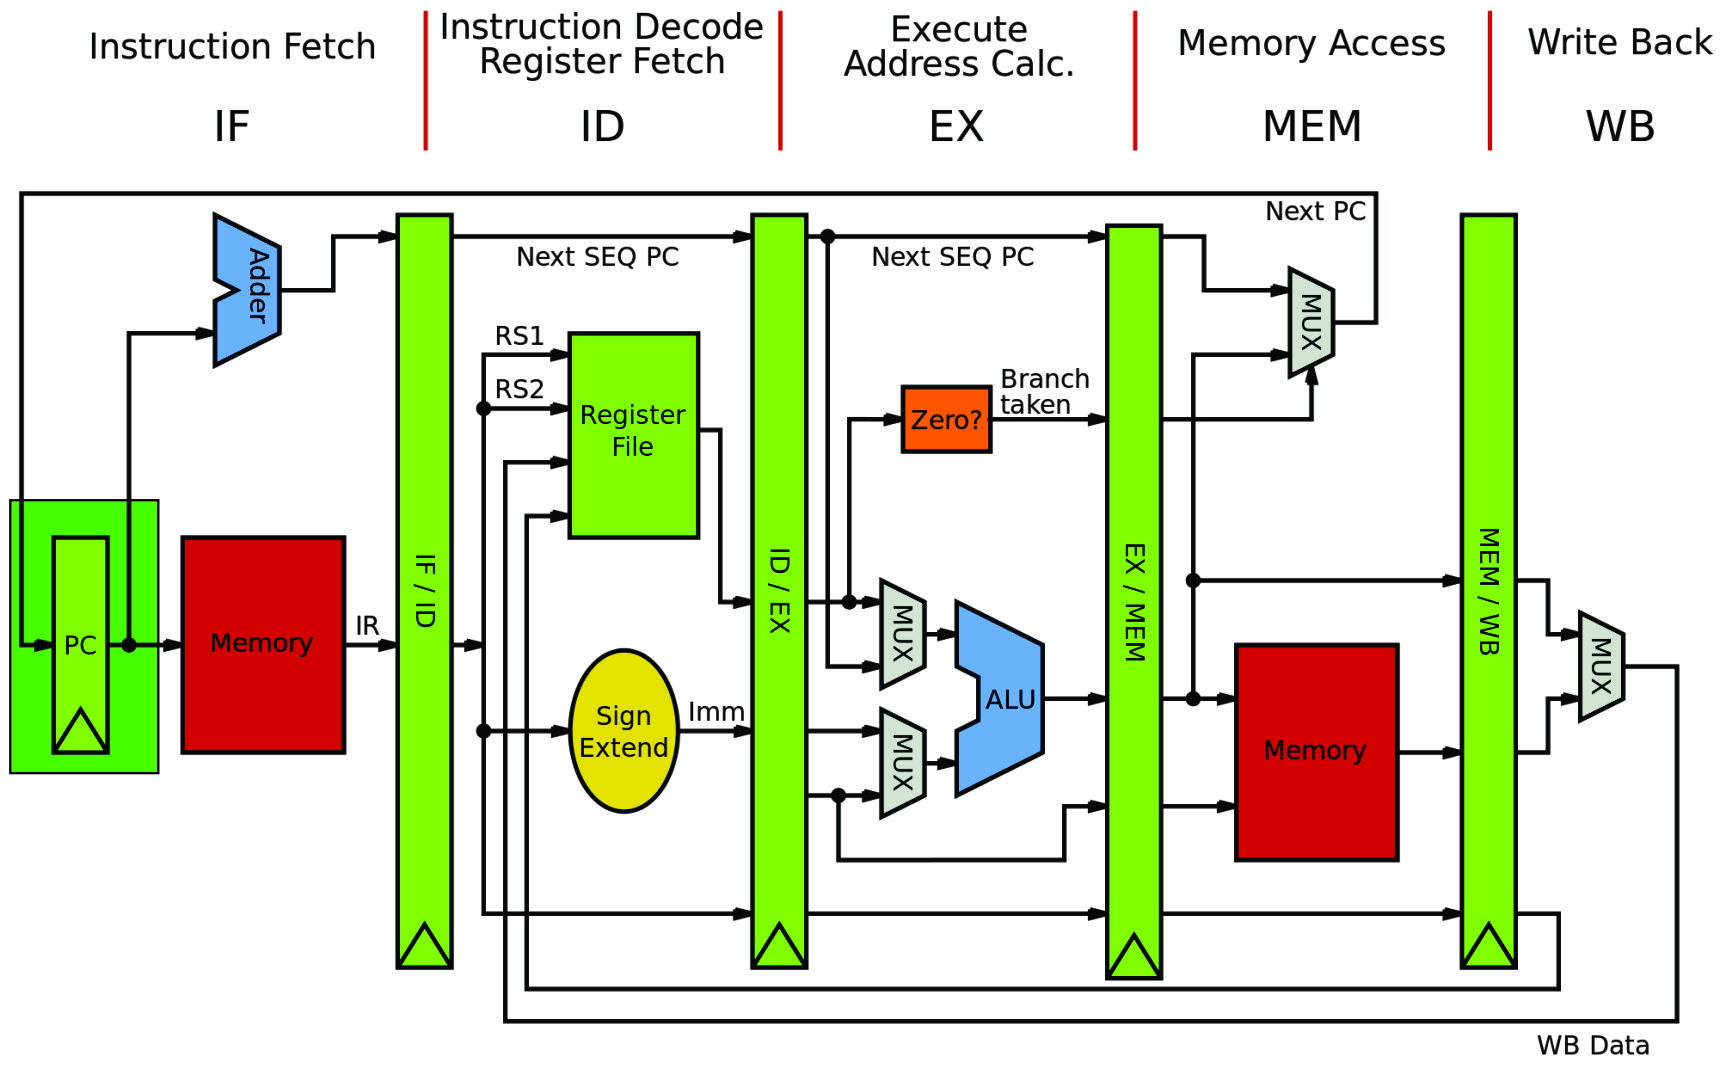 Instruction Fetch
IF
Instruction Decode
Register Fetch
ID
Execute
Address Calc.
EX
Memory Access
MEM
Write Back
WB
Next PC
Adder
Next SEQ PC
Next SEQ PC
MUX
RS1
RS2
Register
File
Branch
taken
Zero?
PC
Memory
IR
IF / ID
ID / EX
MUX
EX / MEM
MEM / WB
MUX
ALU
Sign
Extend
Imm
MUX
Memory
WB Data